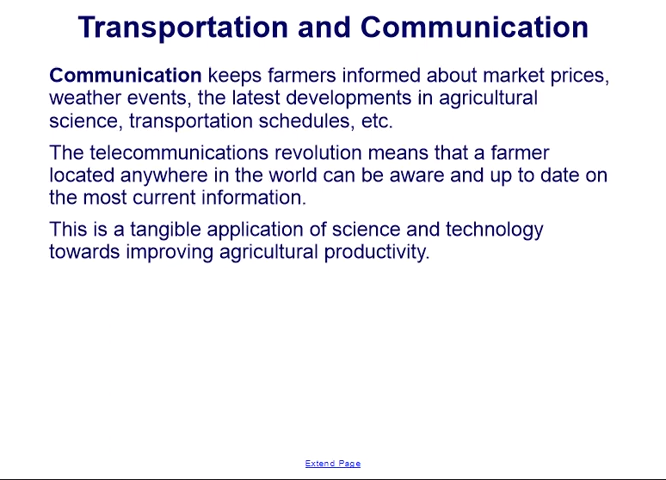 Transportation and Communication
Communication keeps farmers informed about market prices,
weather events, the latest developments in agricultural
science, transportation schedules, etc.
The telecommunications revolution means that a farmer
located anywhere in the world can be aware and up to date on
the most current information.
This is a tangible application of science and technology
towards improving agricultural productivity.
Extend Page